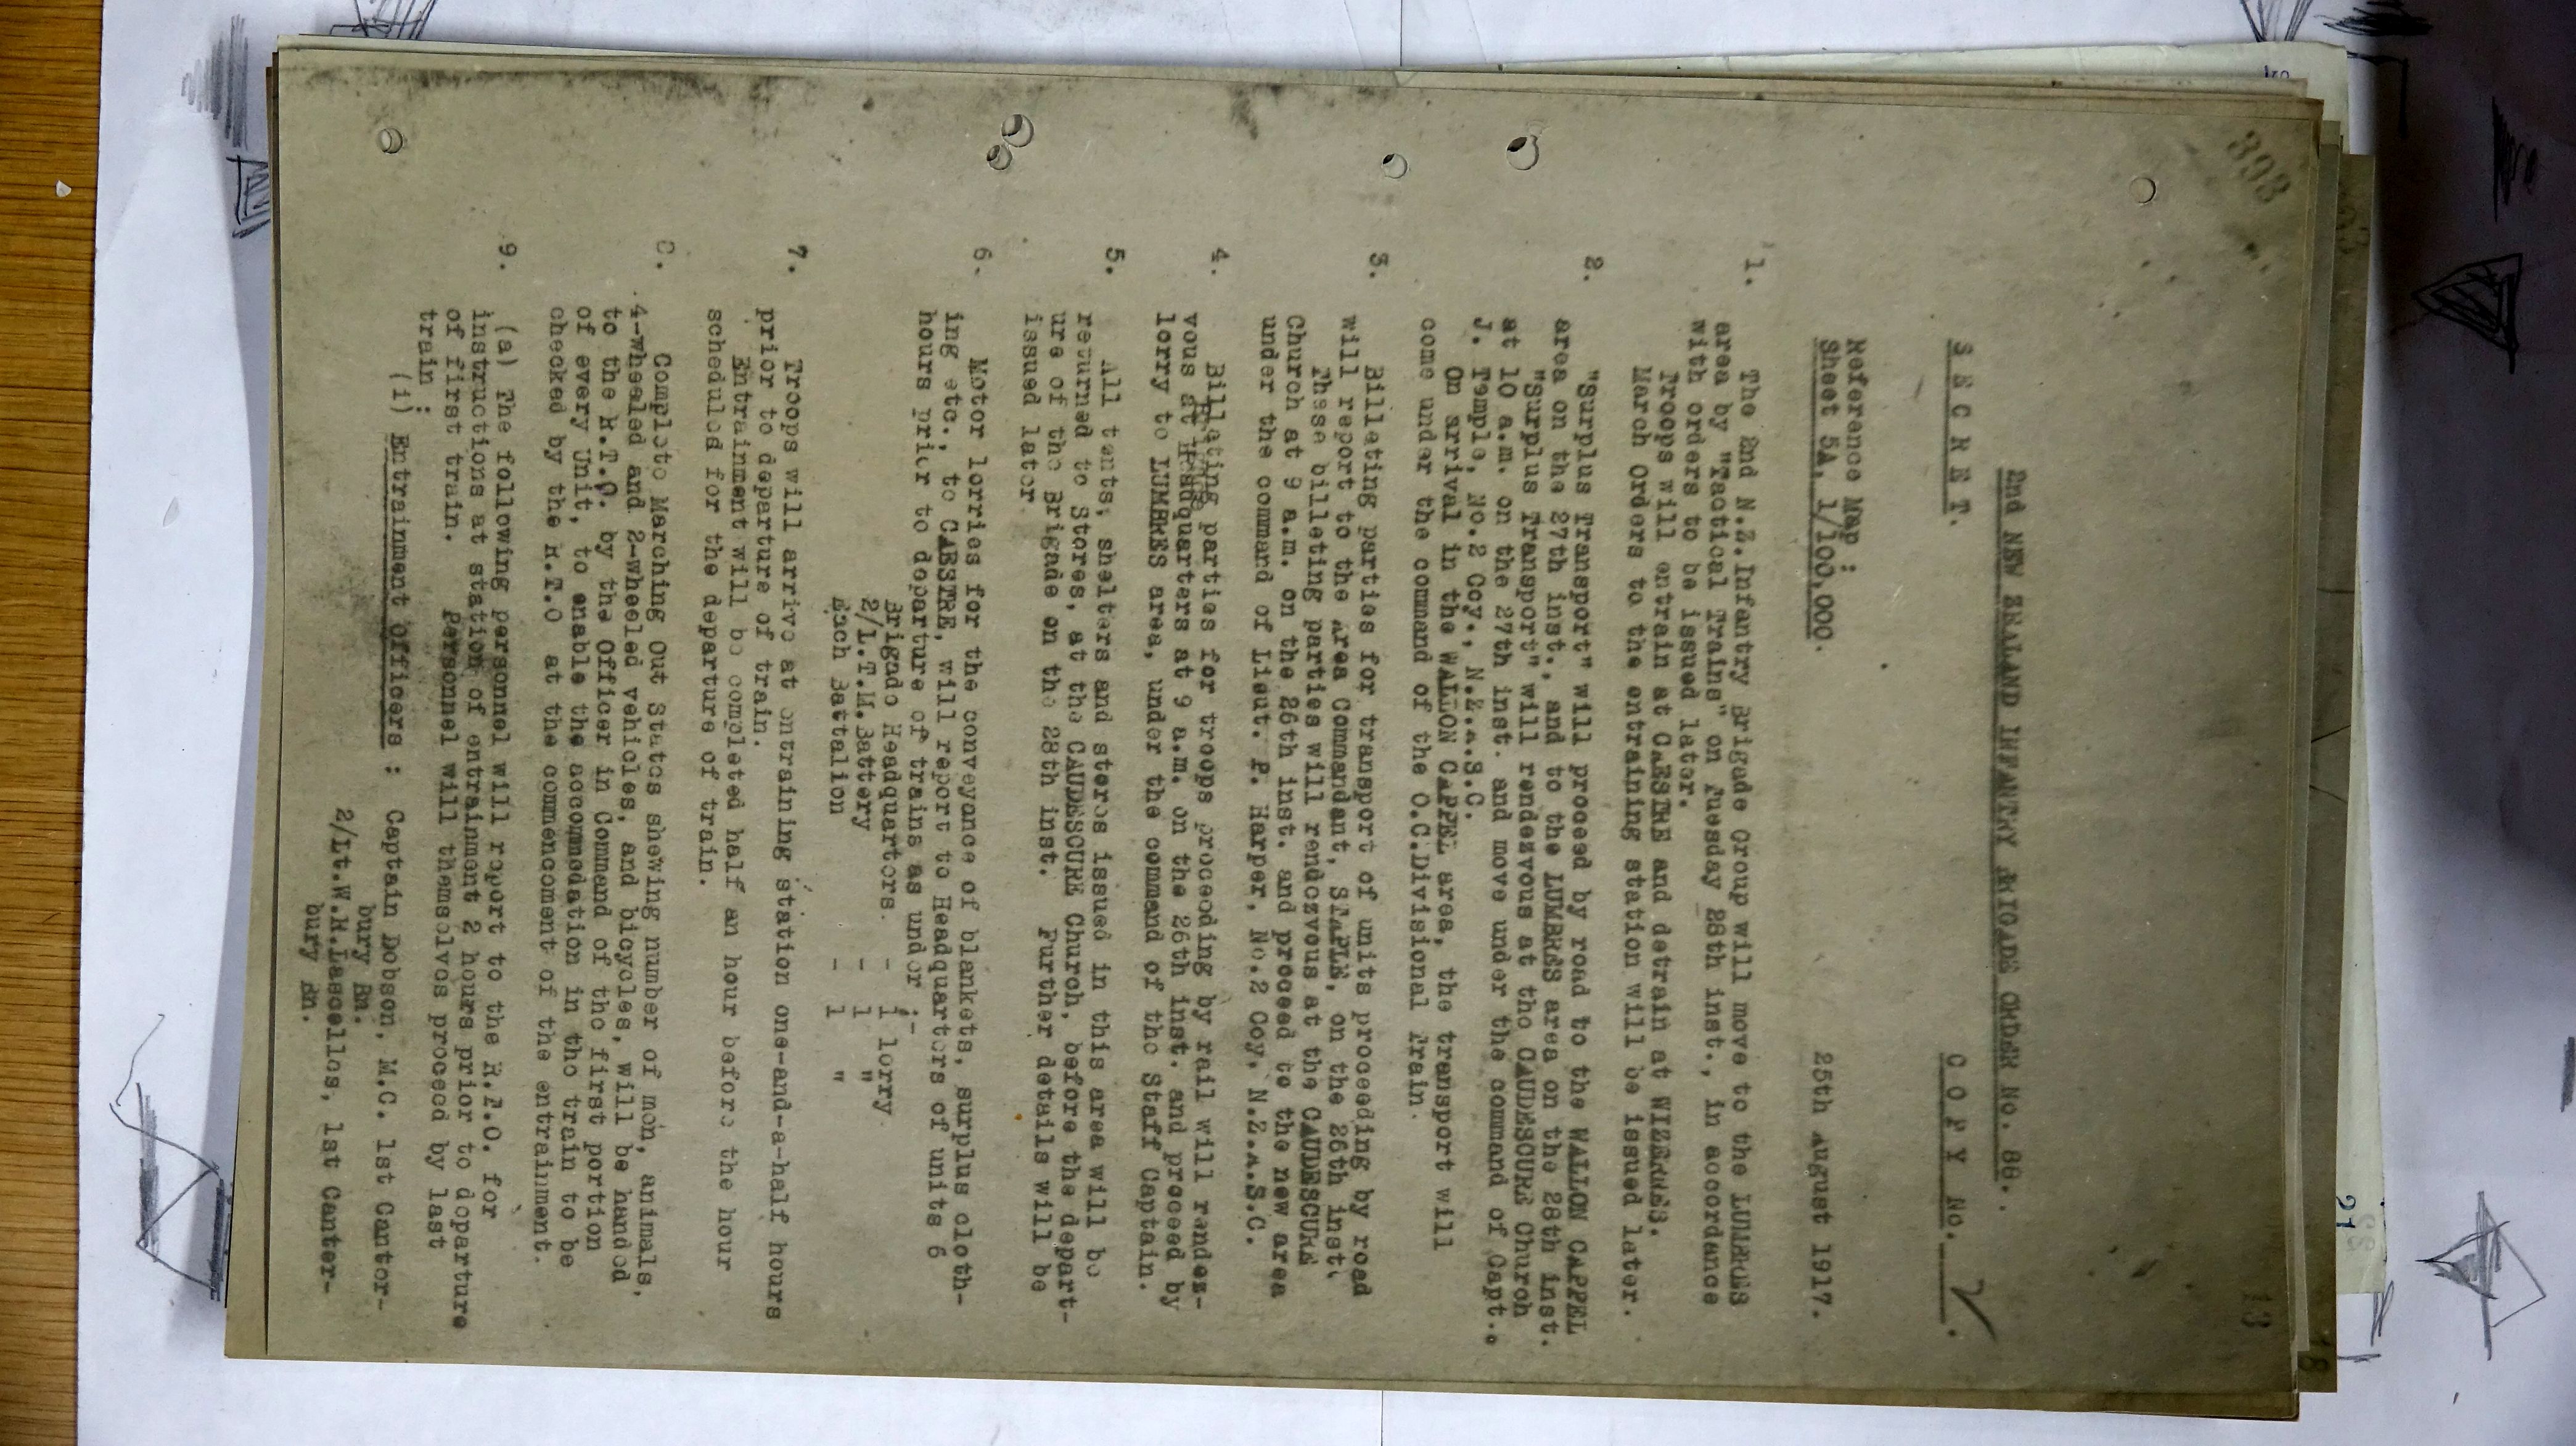 398
13
2nd NEW ZEALAND INFANTRY BRIGADE ORDER No. 86.
S E C R E T.
C O P Y No. 7.
Reference Map :
Sheet 5A, 1/100,000.
25th August 1917.
1. The 2nd N.Z.Infantry Brigade Group will move to the LUMBRES
area by "Tactical Trains" on Tuesday 28th inst., in accordance
with orders to be issued later.
Troops will entrain at CAESTRE and detrain at WIZERNES.
March Orders to the entraining station will be issued later.
2. "Surplus Transport" will proceed by road to the WALLON CAPPEL
area on the 27th inst., and to the LUMBRES area on the 28th inst.
"Surplus Transport" will rendezvous at the CAUDESCURE Church
at 10 a.m. on the 27th inst. and move under the command of Capt.
J. Temple, No.2 Coy., N.Z.A.S.C.
On arrival in the WALLON CAPPEL area, the transport will
come under the command of the O.C.Divisional Train.
3. Billeting parties for transport of units proceeding by road
will report to the Area Commandant, STAPLE, on the 26th inst.
These billeting parties will rendezvous at the CAUDESCURE
Church at 9 a.m. on the 26th inst. and proceed to the new area
under the command of Lieut. P. Harper, No.2 Coy, N.Z.A.S.C.
4. Billeting parties for troops proceeding by rail will rendez-
vous at Headquarters at 9 a.m. on the 26th inst. and proceed by
lorry to LUMBRES area, under the command of the Staff Captain.
5. All tents, shelters and stores issued in this area will be
returned to Stores, at the CAUDESCURE Church, before the depart-
ure of the Brigade on the 28th inst. Further details will be
issued later.
6. Motor lorries for the conveyance of blankets, surplus cloth-
ing etc., to CAESTRE, will report to Headquarters of units 6
hours prior to departure of trains as under :-
Brigade Headquarters. - 1 lorry
2/L.T.M.Battery - 1 "
Each Battalion - 1 "
7. Troops will arrive at entraining station one-and-a-half hours
prior to departure of train.
Entrainment will be completed half an hour before the hour
scheduled for the departure of train.
8. Complete Marching Out States shewing number of men, animals,
4-wheeled and 2-wheeled vehicles, and bicycles, will be handed
to the R.T.O. by the Officer in Command of the first portion
of every Unit, to enable the accommodation in the train to be
checked by the R.T.O at the commencement of the entrainment.
9. (a) The following personnel will report to the R.T.O. for
instructions at station of entrainment 2 hours prior to departure
of first train. Personnel will themselves proceed by last
train :
(i) Entrainment Officers : Captain Dobson, M.C. 1st Canter-
bury Bn.
2/Lt.W.R.Lascelles, 1st Canter-
bury Bn.